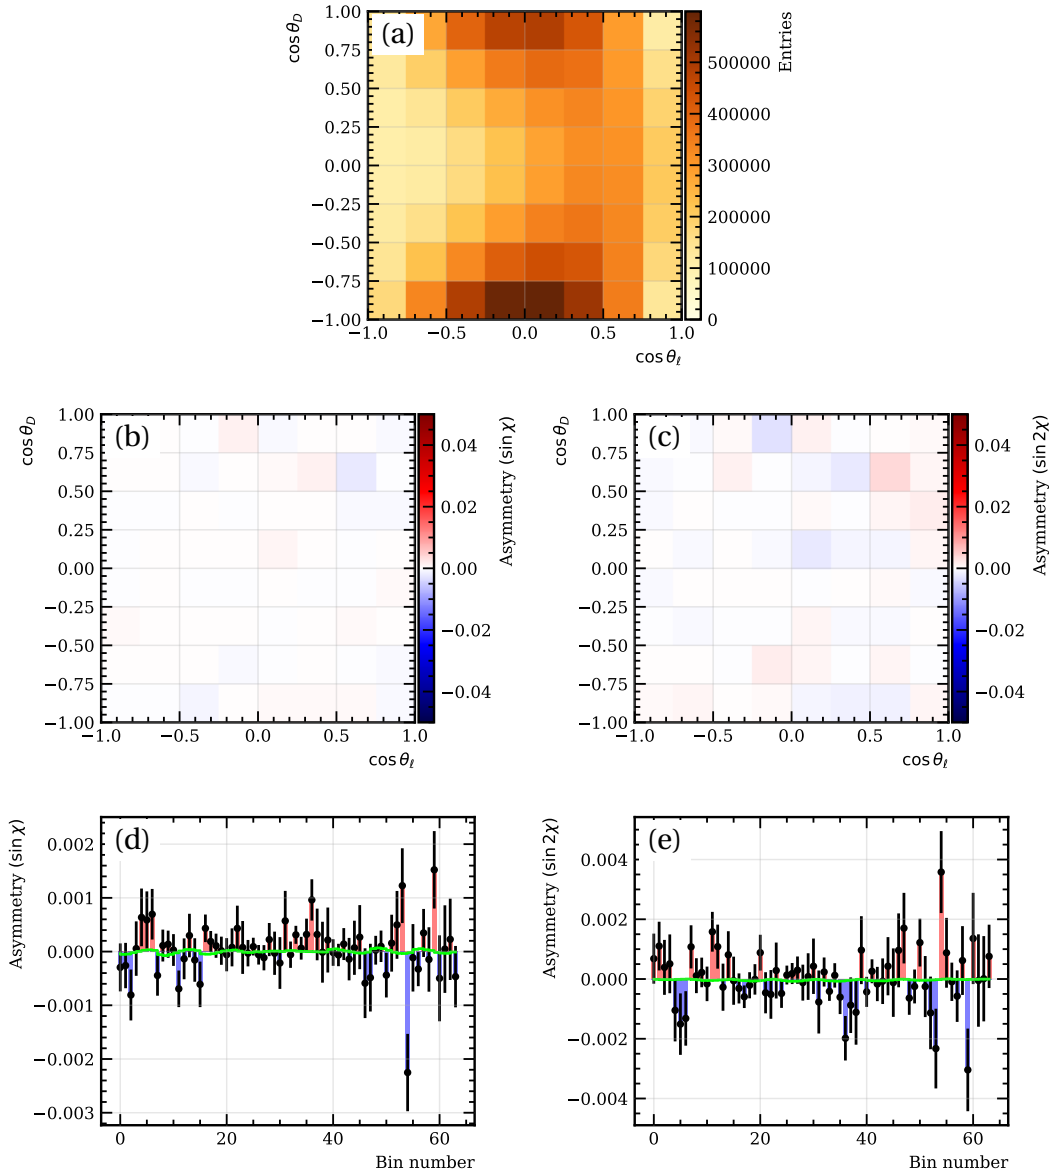 (a)
cos θ_D
1.00
0.75
0.50
0.25
0.00
−0.25
−0.50
−0.75
−1.00
−1.0 −0.5 0.0 0.5 1.0
cos θ_ℓ
500000
400000
300000
200000
100000
0
Entries
(b)
cos θ_D
1.00
0.75
0.50
0.25
0.00
−0.25
−0.50
−0.75
−1.00
−1.0 −0.5 0.0 0.5 1.0
cos θ_ℓ
0.04
0.02
0.00
−0.02
−0.04
Asymmetry (sin χ)
(c)
cos θ_D
1.00
0.75
0.50
0.25
0.00
−0.25
−0.50
−0.75
−1.00
−1.0 −0.5 0.0 0.5 1.0
cos θ_ℓ
0.04
0.02
0.00
−0.02
−0.04
Asymmetry (sin 2χ)
(d)
Asymmetry (sin χ)
0.002
0.001
0.000
−0.001
−0.002
−0.003
0 20 40 60
Bin number
(e)
Asymmetry (sin 2χ)
0.004
0.002
0.000
−0.002
−0.004
0 20 40 60
Bin number